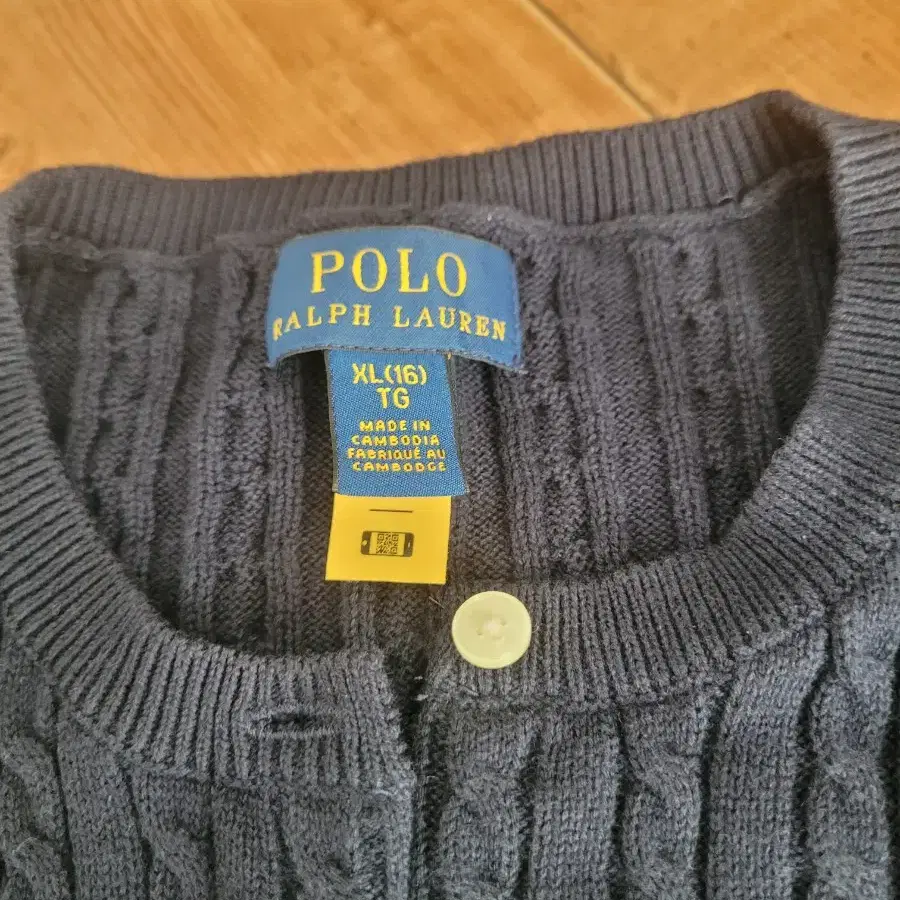 POLO
RALPH LAUREN
XL(16)
TG
MADE IN
CAMBODIA
FABRIQUÉ AU
CAMBODGE